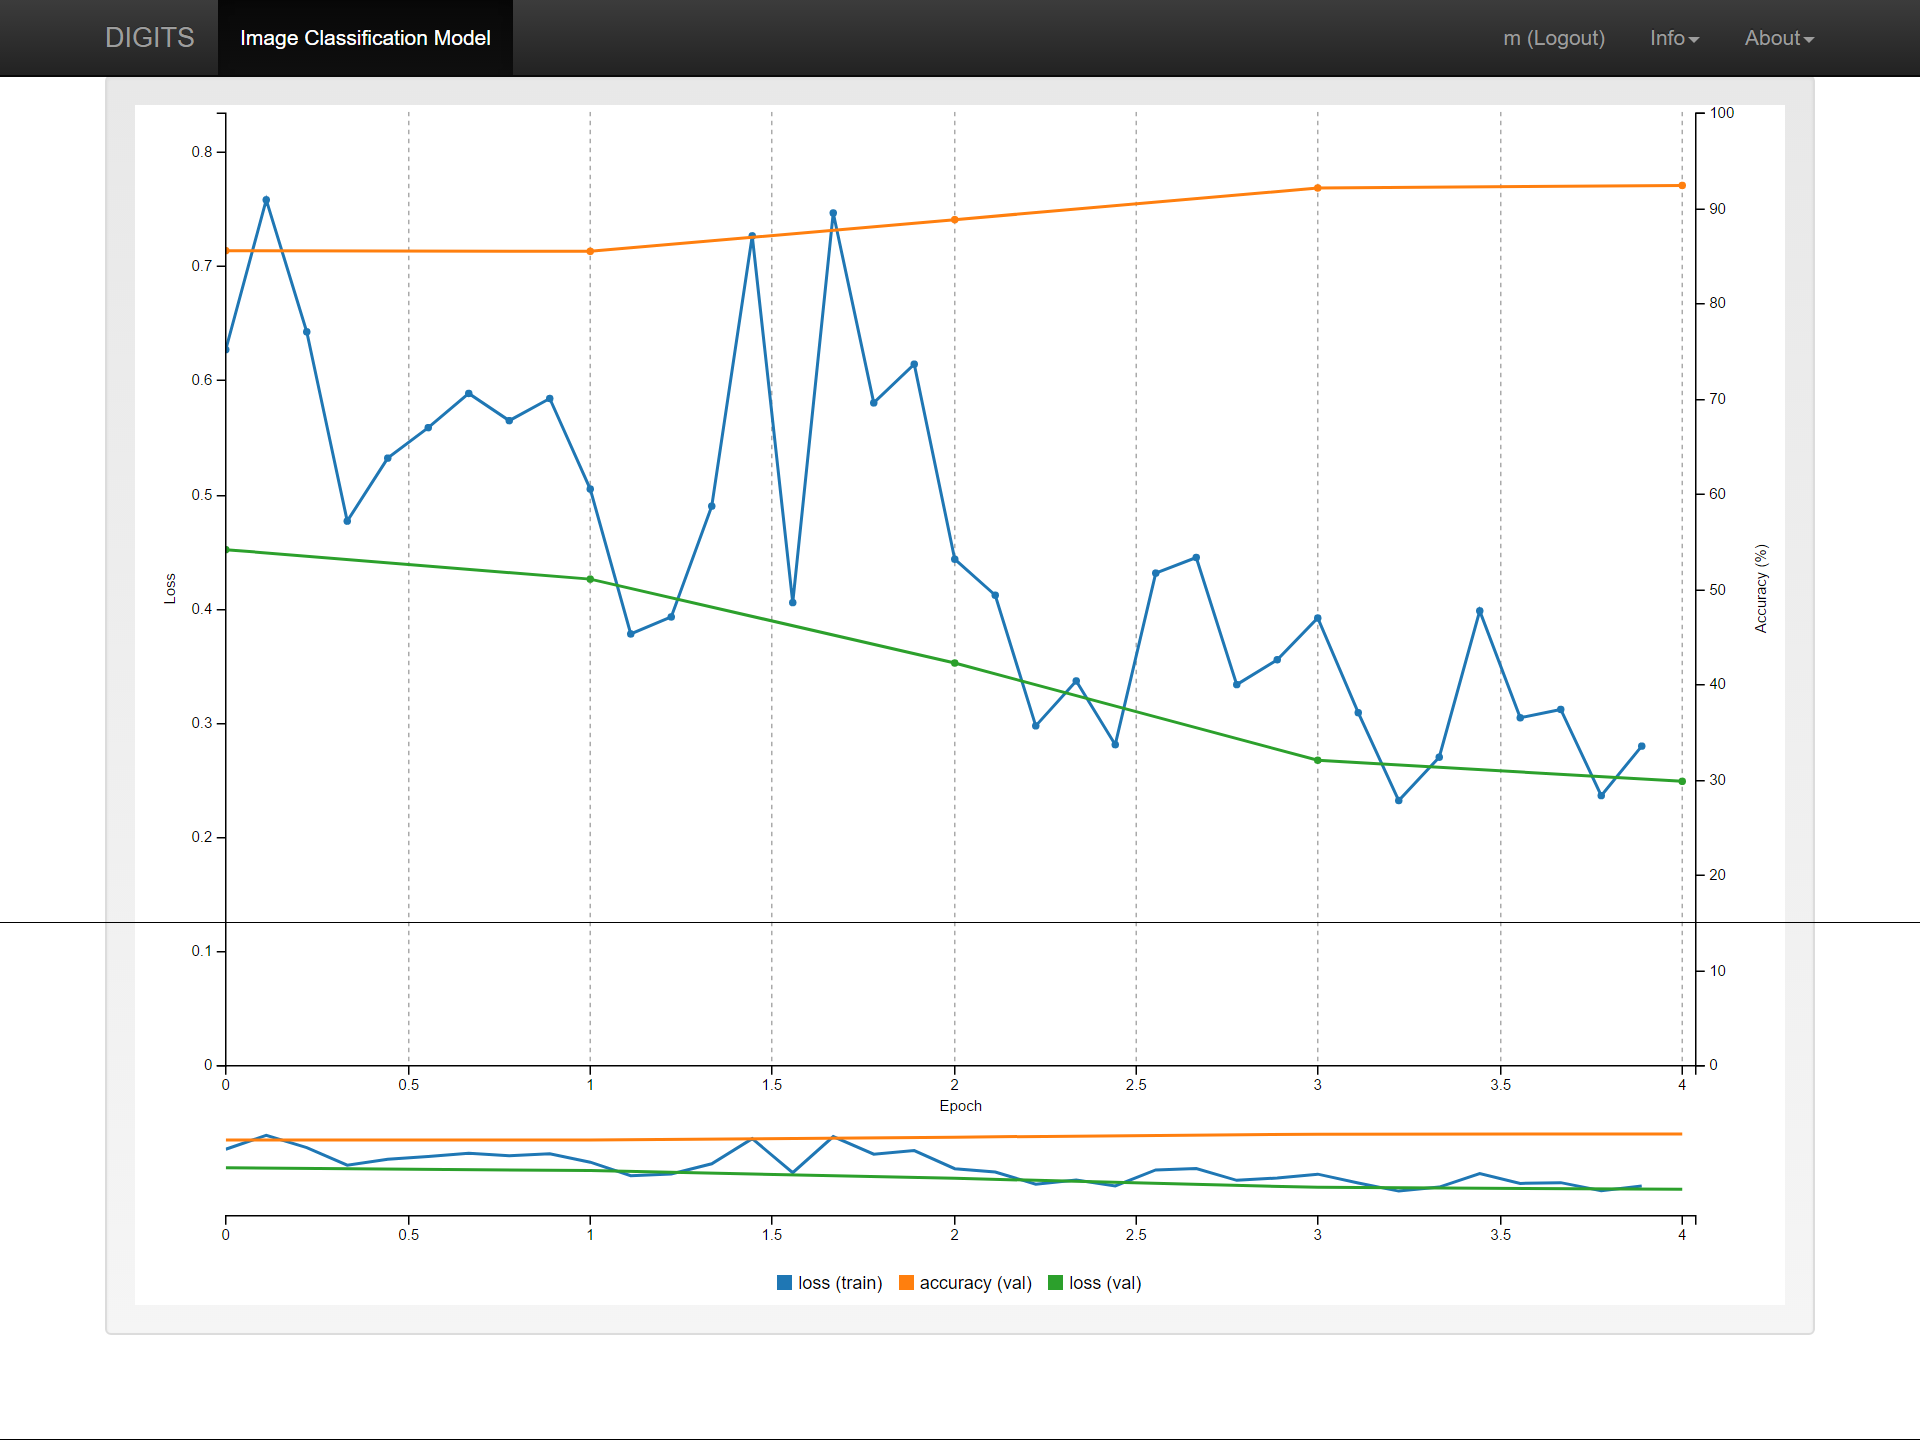 DIGITS Image Classification Model m (Logout) Info About
0.8
0.7
0.6
0.5
0.4
0.3
0.2
0.1
0
Loss
100
90
80
70
60
50
40
30
20
10
0
Accuracy (%)
0 0.5 1 1.5 2 2.5 3 3.5 4
Epoch
0 0.5 1 1.5 2 2.5 3 3.5 4
loss (train) accuracy (val) loss (val)